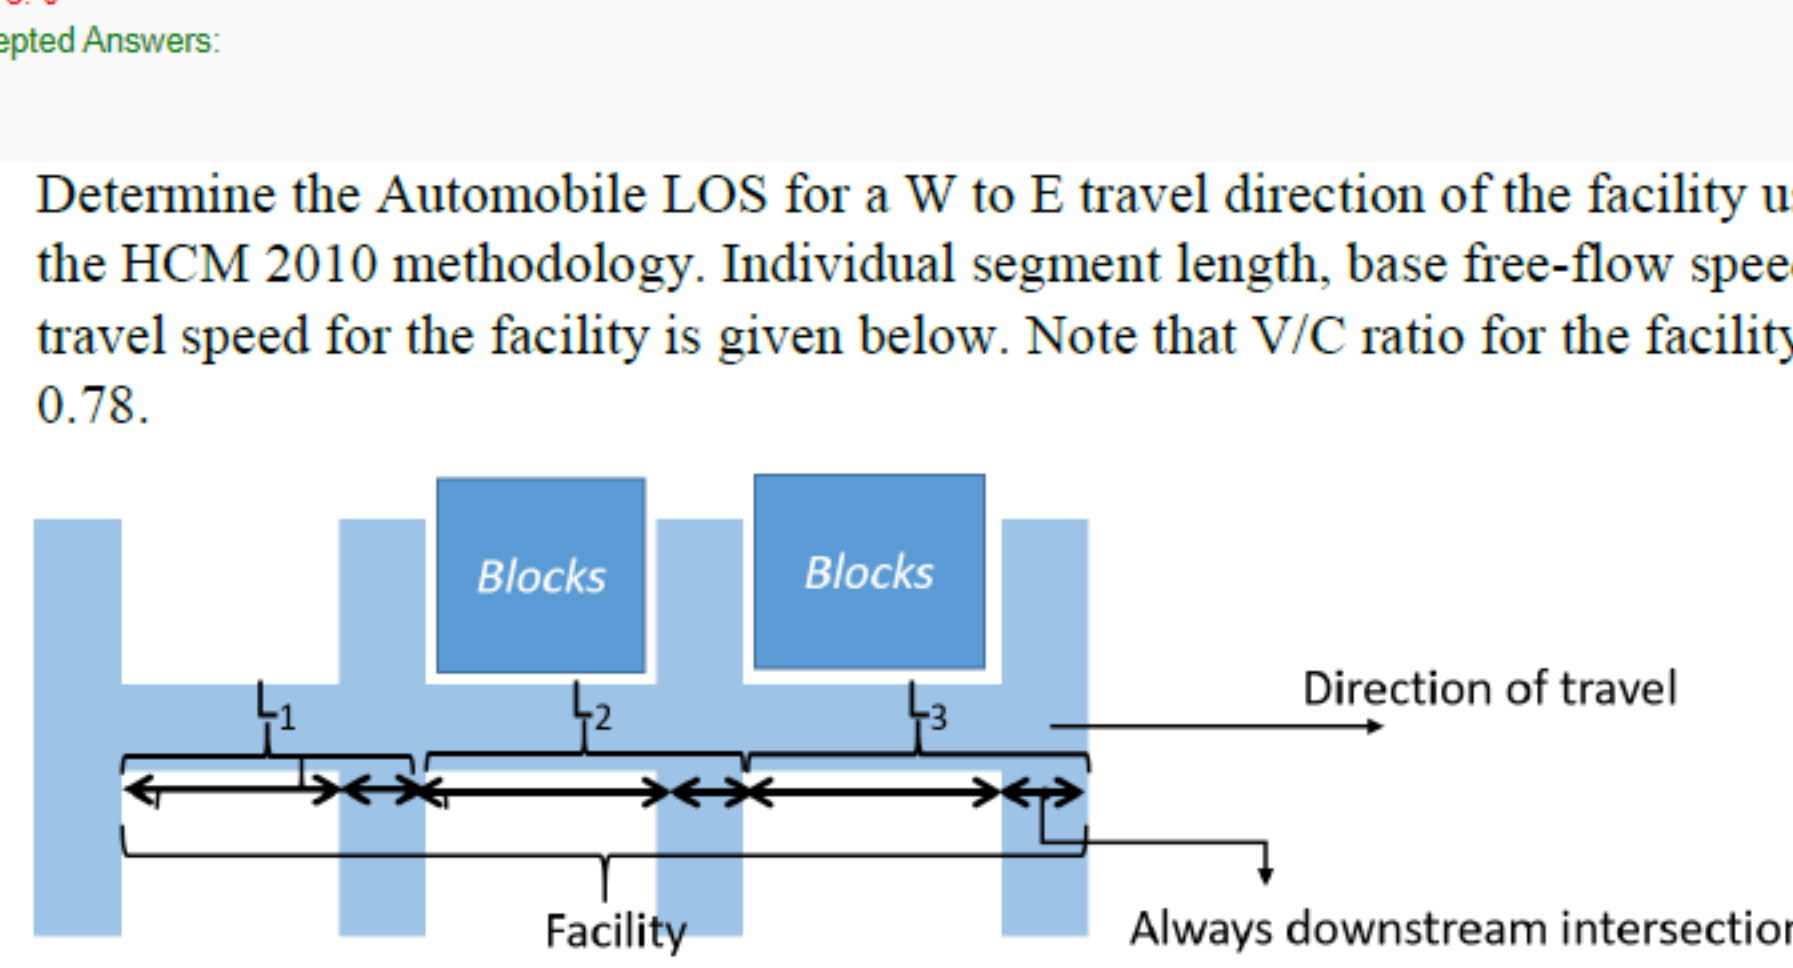 epted Answers:
Determine the Automobile LOS for a W to E travel direction of the facility
the HCM 2010 methodology. Individual segment length, base free-flow
travel speed for the facility is given below. Note that V/C ratio for the facility
0.78.
Blocks Blocks
L1 L2 L3
Direction of travel
Facility
Always downstream intersection